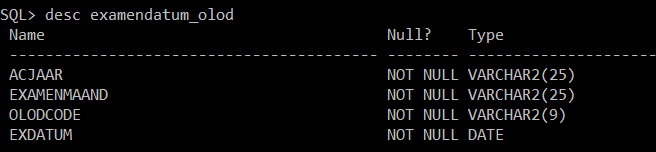 SQL> desc examendatum_olod
Name Null? Type
----------------------------------------- -------- ----------------------------
ACJAAR NOT NULL VARCHAR2(25)
EXAMENMAAND NOT NULL VARCHAR2(25)
OLODCODE NOT NULL VARCHAR2(9)
EXDATUM NOT NULL DATE